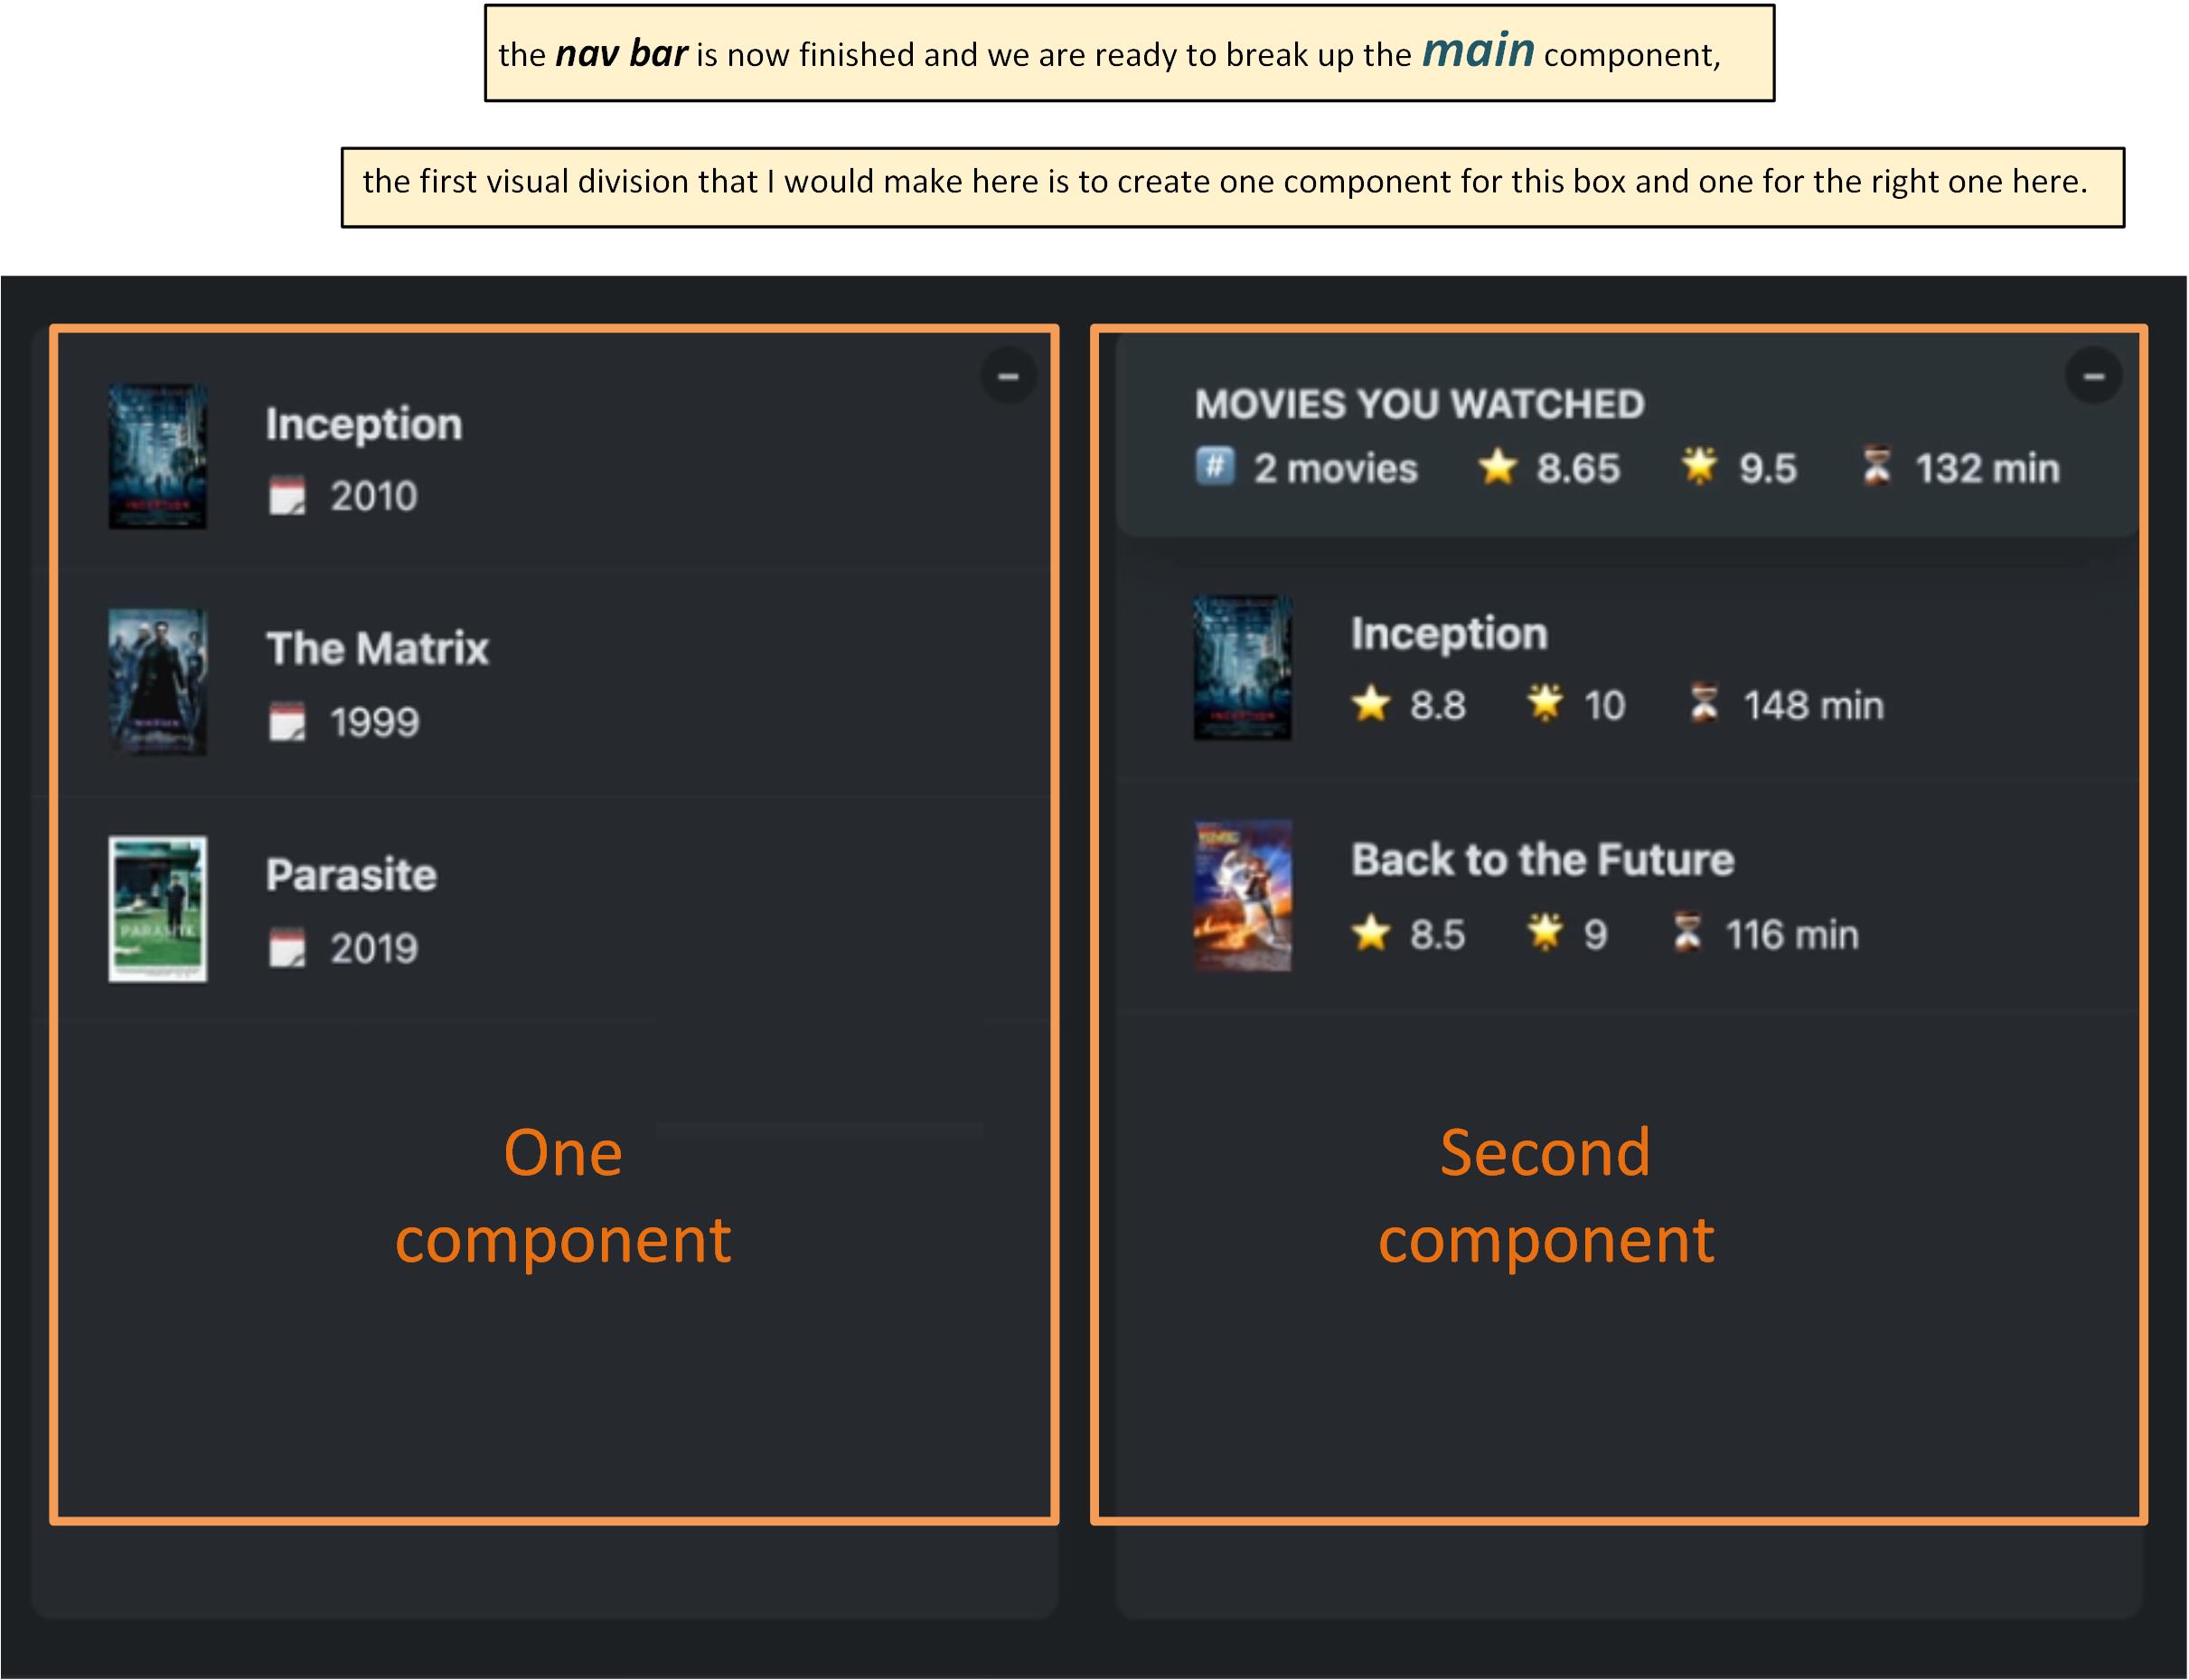 the nav bar is now finished and we are ready to break up the main component,
the first visual division that I would make here is to create one component for this box and one for the right one here.
Inception
2010
The Matrix
1999
Parasite
2019
One
component
MOVIES YOU WATCHED
# 2 movies ⭐ 8.65 🌟 9.5 ⏳ 132 min
Inception
⭐ 8.8 🌟 10 ⏳ 148 min
Back to the Future
⭐ 8.5 🌟 9 ⏳ 116 min
Second
component
INCEPTION
PARASITE
INCEPTION